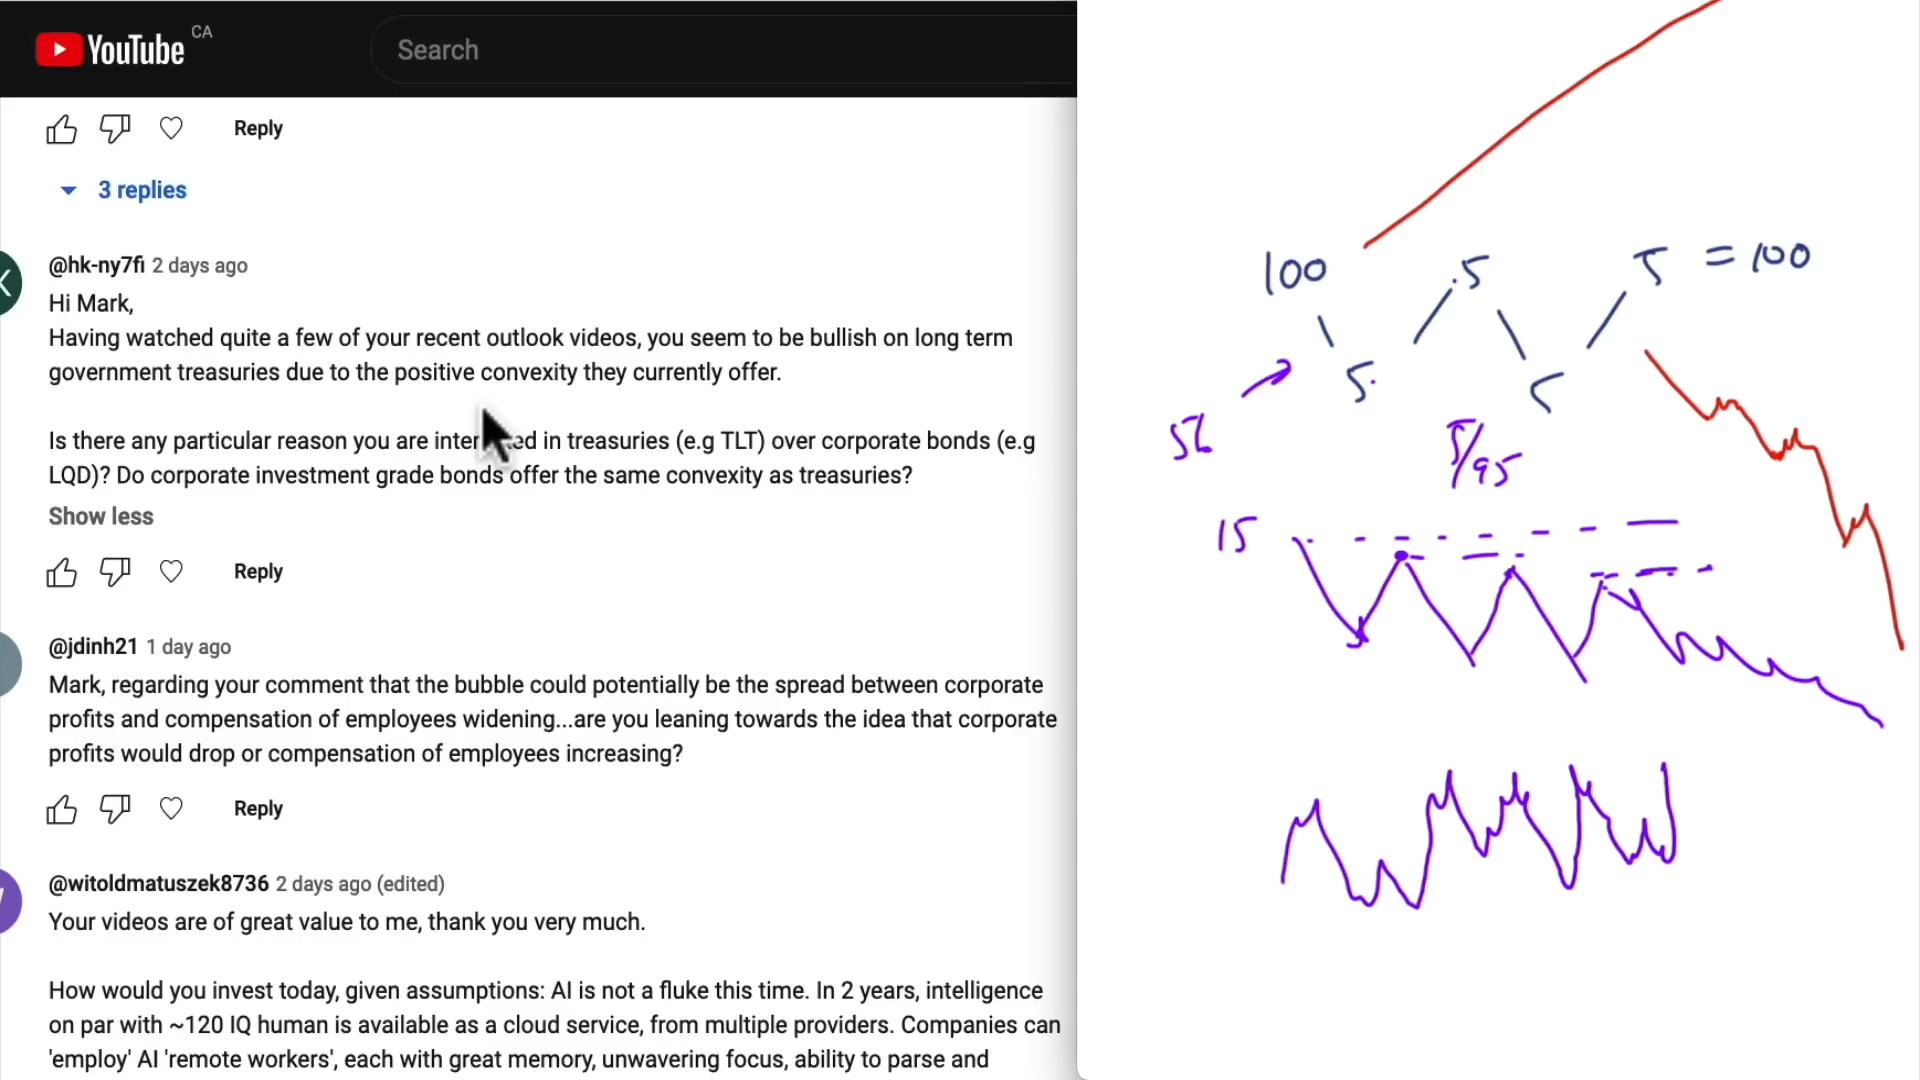 YouTube CA
Search
Reply
3 replies
@hk-ny7fi 2 days ago
Hi Mark,
Having watched quite a few of your recent outlook videos, you seem to be bullish on long term
government treasuries due to the positive convexity they currently offer.
Is there any particular reason you are in treasuries (e.g TLT) over corporate bonds (e.g
LQD)? Do corporate investment grade bonds offer the same convexity as treasuries?
Show less
Reply
@jdinh21 1 day ago
Mark, regarding your comment that the bubble could potentially be the spread between corporate
profits and compensation of employees widening...are you leaning towards the idea that corporate
profits would drop or compensation of employees increasing?
Reply
@witoldmatuszek8736 2 days ago (edited)
Your videos are of great value to me, thank you very much.
How would you invest today, given assumptions: AI is not a fluke this time. In 2 years, intelligence
on par with ~120 IQ human is available as a cloud service, from multiple providers. Companies can
'employ' AI 'remote workers', each with great memory, unwavering focus, ability to parse and
100 .5 5 = 100
5. 5
5/95
15